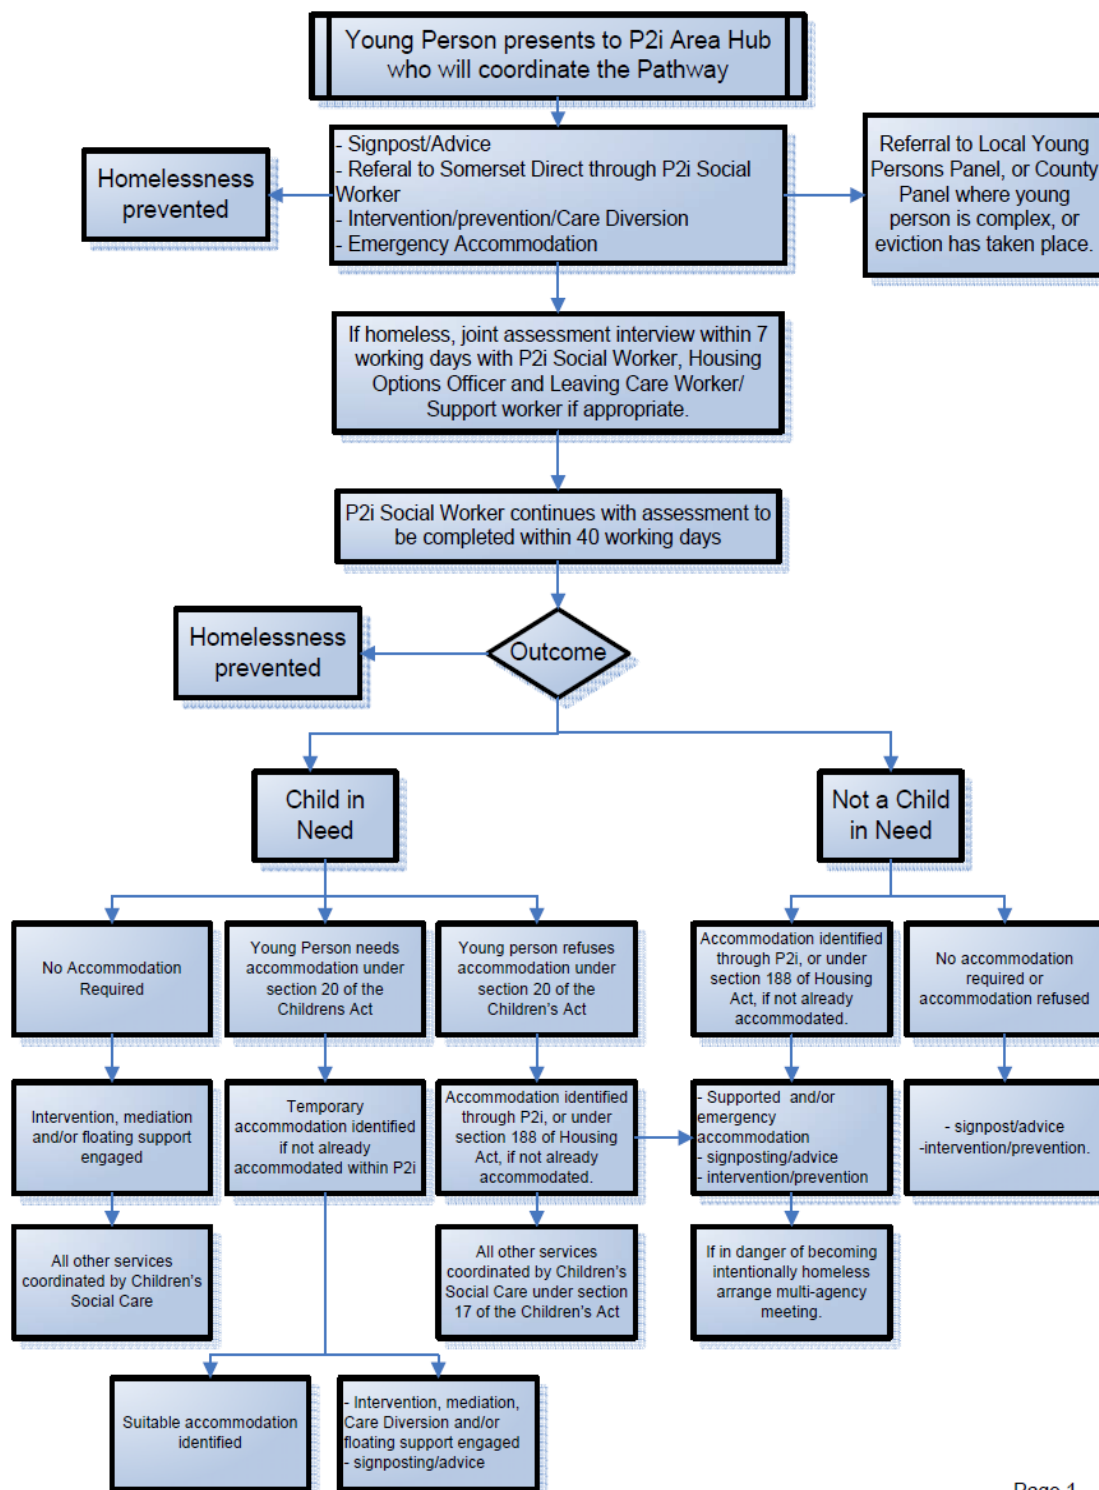 Young Person presents to P2i Area Hub
who will coordinate the Pathway
- Signpost/Advice
- Referal to Somerset Direct through P2i Social
Worker
- Intervention/prevention/Care Diversion
- Emergency Accommodation
Homelessness
prevented
Referral to Local Young
Persons Panel, or County
Panel where young
person is complex, or
eviction has taken place.
If homeless, joint assessment interview within 7
working days with P2i Social Worker, Housing
Options Officer and Leaving Care Worker/
Support worker if appropriate.
P2i Social Worker continues with assessment to
be completed within 40 working days
Homelessness
prevented
Outcome
Child in
Need
Not a Child
in Need
No Accommodation
Required
Young Person needs
accommodation under
section 20 of the
Childrens Act
Young person refuses
accommodation under
section 20 of the
Children's Act
Accommodation identified
through P2i, or under
section 188 of Housing
Act, if not already
accommodated.
No accommodation
required or
accommodation refused
Intervention, mediation
and/or floating support
engaged
Temporary
accommodation identified
if not already
accommodated within P2i
Accommodation identified
through P2i, or under
section 188 of Housing
Act, if not already
accommodated.
- Supported and/or
emergency
accommodation
- signposting/advice
- intervention/prevention
- signpost/advice
-intervention/prevention.
All other services
coordinated by Children's
Social Care
All other services
coordinated by Children's
Social Care under section
17 of the Children's Act
If in danger of becoming
intentionally homeless
arrange multi-agency
meeting.
Suitable accommodation
identified
- Intervention, mediation,
Care Diversion and/or
floating support engaged
- signposting/advice
Page 1